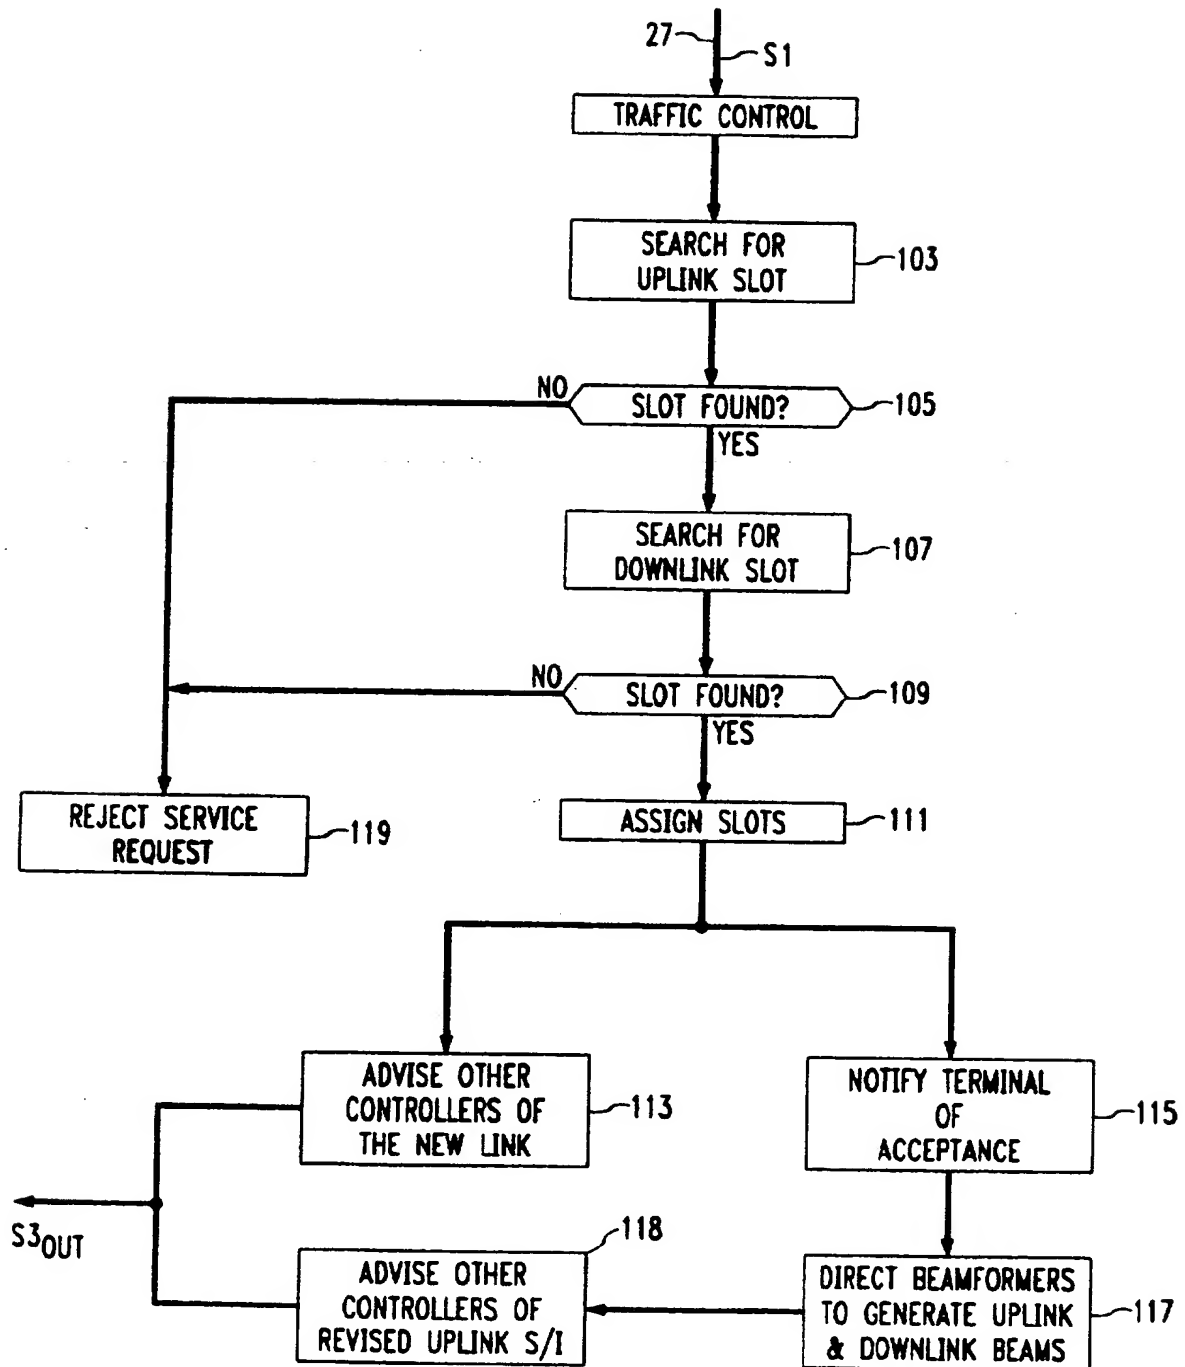 27
S1
TRAFFIC CONTROL
SEARCH FOR
UPLINK SLOT
103
NO
SLOT FOUND?
105
YES
SEARCH FOR
DOWNLINK SLOT
107
NO
SLOT FOUND?
109
YES
REJECT SERVICE
REQUEST
119
ASSIGN SLOTS
111
ADVISE OTHER
CONTROLLERS OF
THE NEW LINK
113
NOTIFY TERMINAL
OF
ACCEPTANCE
115
S3OUT
118
ADVISE OTHER
CONTROLLERS OF
REVISED UPLINK S/I
DIRECT BEAMFORMERS
TO GENERATE UPLINK
& DOWNLINK BEAMS
117